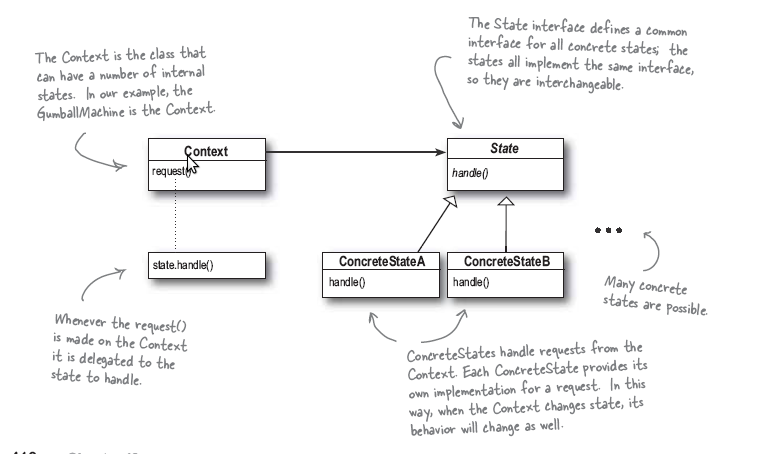 The State interface defines a common
interface for all concrete states; the
states all implement the same interface,
so they are interchangeable.
The Context is the class that
can have a number of internal
states. In our example, the
GumballMachine is the Context.
Context
request()
State
handle()
state.handle()
ConcreteStateA
handle()
ConcreteStateB
handle()
Many concrete
states are possible.
Whenever the request()
is made on the Context
it is delegated to the
state to handle.
ConcreteStates handle requests from the
Context. Each ConcreteState provides its
own implementation for a request. In this
way, when the Context changes state, its
behavior will change as well.